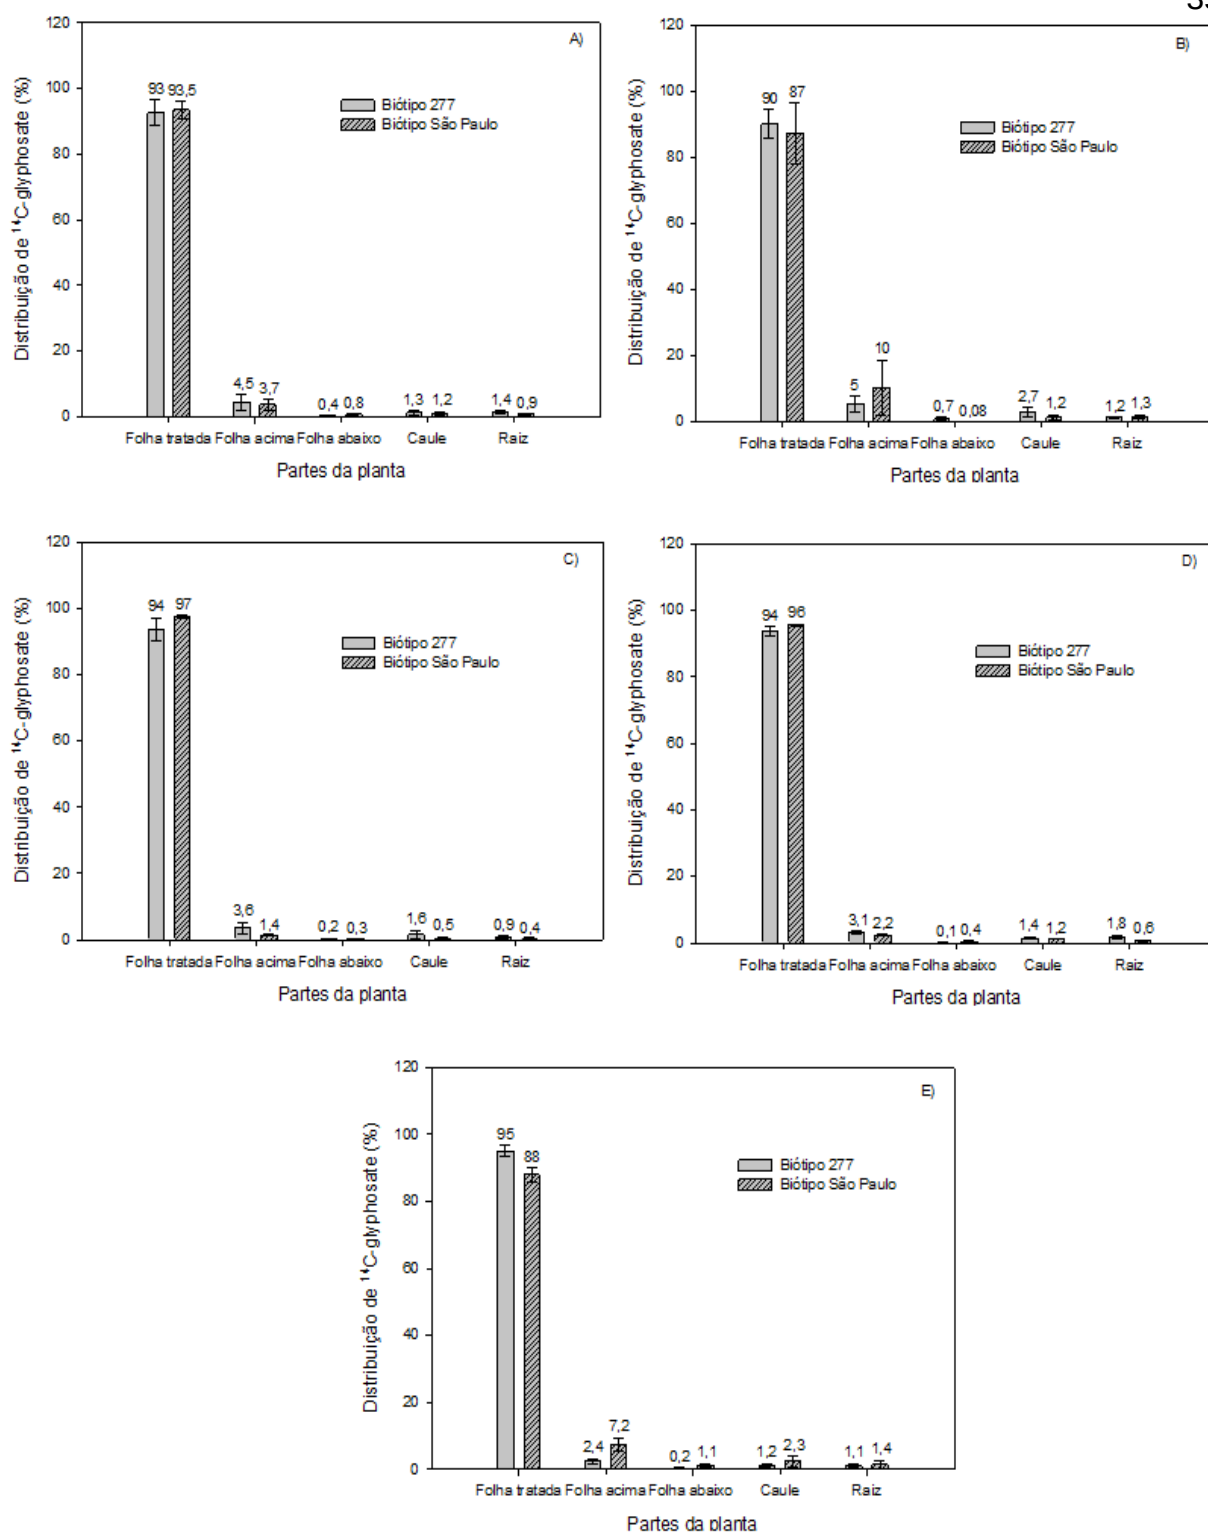 120
100
80
60
40
20
0
Distribuição de ¹⁴C-glyphosate (%)
A)
Biótipo 277
Biótipo São Paulo
93 93,5
4,5 3,7
0,4 0,8
1,3 1,2
1,4 0,9
Folha tratada Folha acima Folha abaixo Caule Raiz
Partes da planta
120
100
80
60
40
20
0
Distribuição de ¹⁴C-glyphosate (%)
B)
Biótipo 277
Biótipo São Paulo
90 87
5 10
0,7 0,08
2,7 1,2
1,2 1,3
Folha tratada Folha acima Folha abaixo Caule Raiz
Partes da planta
120
100
80
60
40
20
0
Distribuição de ¹⁴C-glyphosate (%)
C)
Biótipo 277
Biótipo São Paulo
94 97
3,6 1,4
0,2 0,3
1,6 0,5
0,9 0,4
Folha tratada Folha acima Folha abaixo Caule Raiz
Partes da planta
120
100
80
60
40
20
0
Distribuição de ¹⁴C-glyphosate (%)
D)
Biótipo 277
Biótipo São Paulo
94 96
3,1 2,2
0,1 0,4
1,4 1,2
1,8 0,6
Folha tratada Folha acima Folha abaixo Caule Raiz
Partes da planta
120
100
80
60
40
20
0
Distribuição de ¹⁴C-glyphosate (%)
E)
Biótipo 277
Biótipo São Paulo
95 88
2,4 7,2
0,2 1,1
1,2 2,3
1,1 1,4
Folha tratada Folha acima Folha abaixo Caule Raiz
Partes da planta